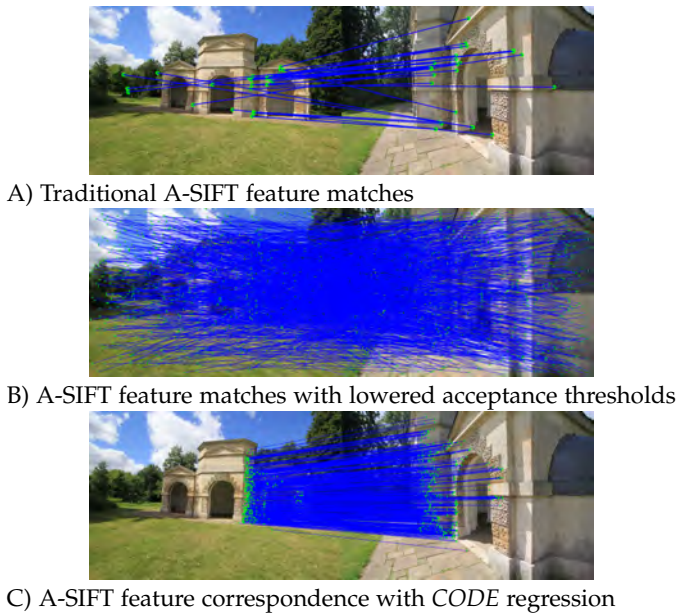 A) Traditional A-SIFT feature matches
B) A-SIFT feature matches with lowered acceptance thresholds
C) A-SIFT feature correspondence with CODE regression